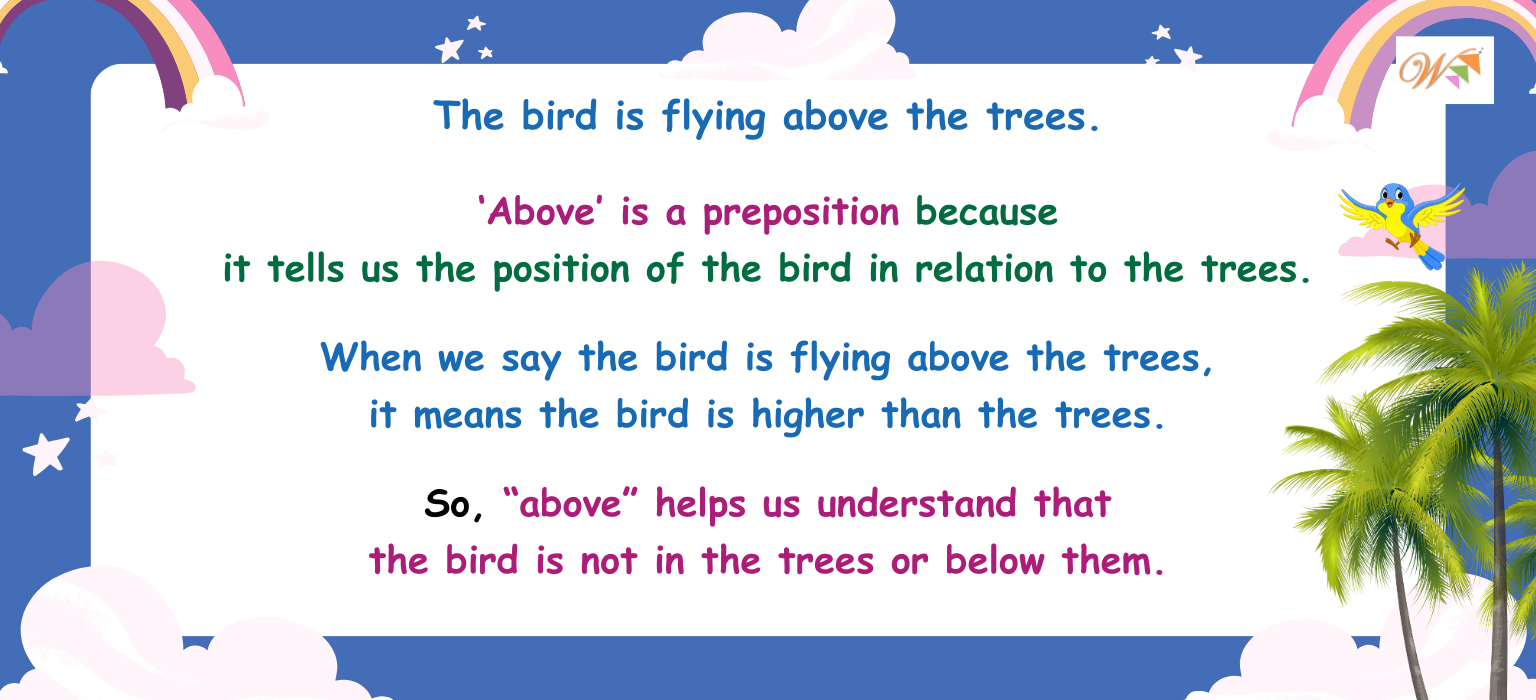 The bird is flying above the trees.
‘Above’ is a preposition because
it tells us the position of the bird in relation to the trees.
When we say the bird is flying above the trees,
it means the bird is higher than the trees.
So, “above” helps us understand that
the bird is not in the trees or below them.
W